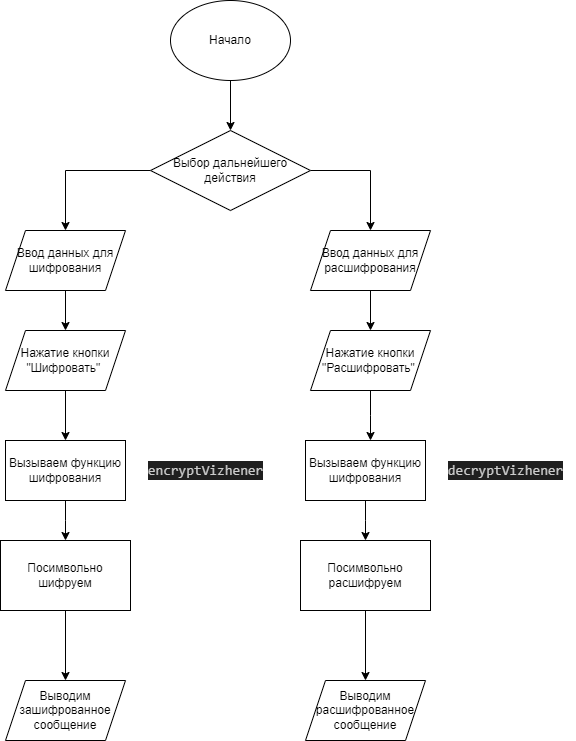 Начало
Выбор дальнейшего
действия
Ввод данных для
шифрования
Ввод данных для
расшифрования
Нажатие кнопки
"Шифровать"
Нажатие кнопки
"Расшифровать"
Вызываем функцию
шифрования
encryptVizhener
Вызываем функцию
шифрования
decryptVizhener
Посимвольно
шифруем
Посимвольно
расшифруем
Выводим
зашифрованное
сообщение
Выводим
расшифрованное
сообщение